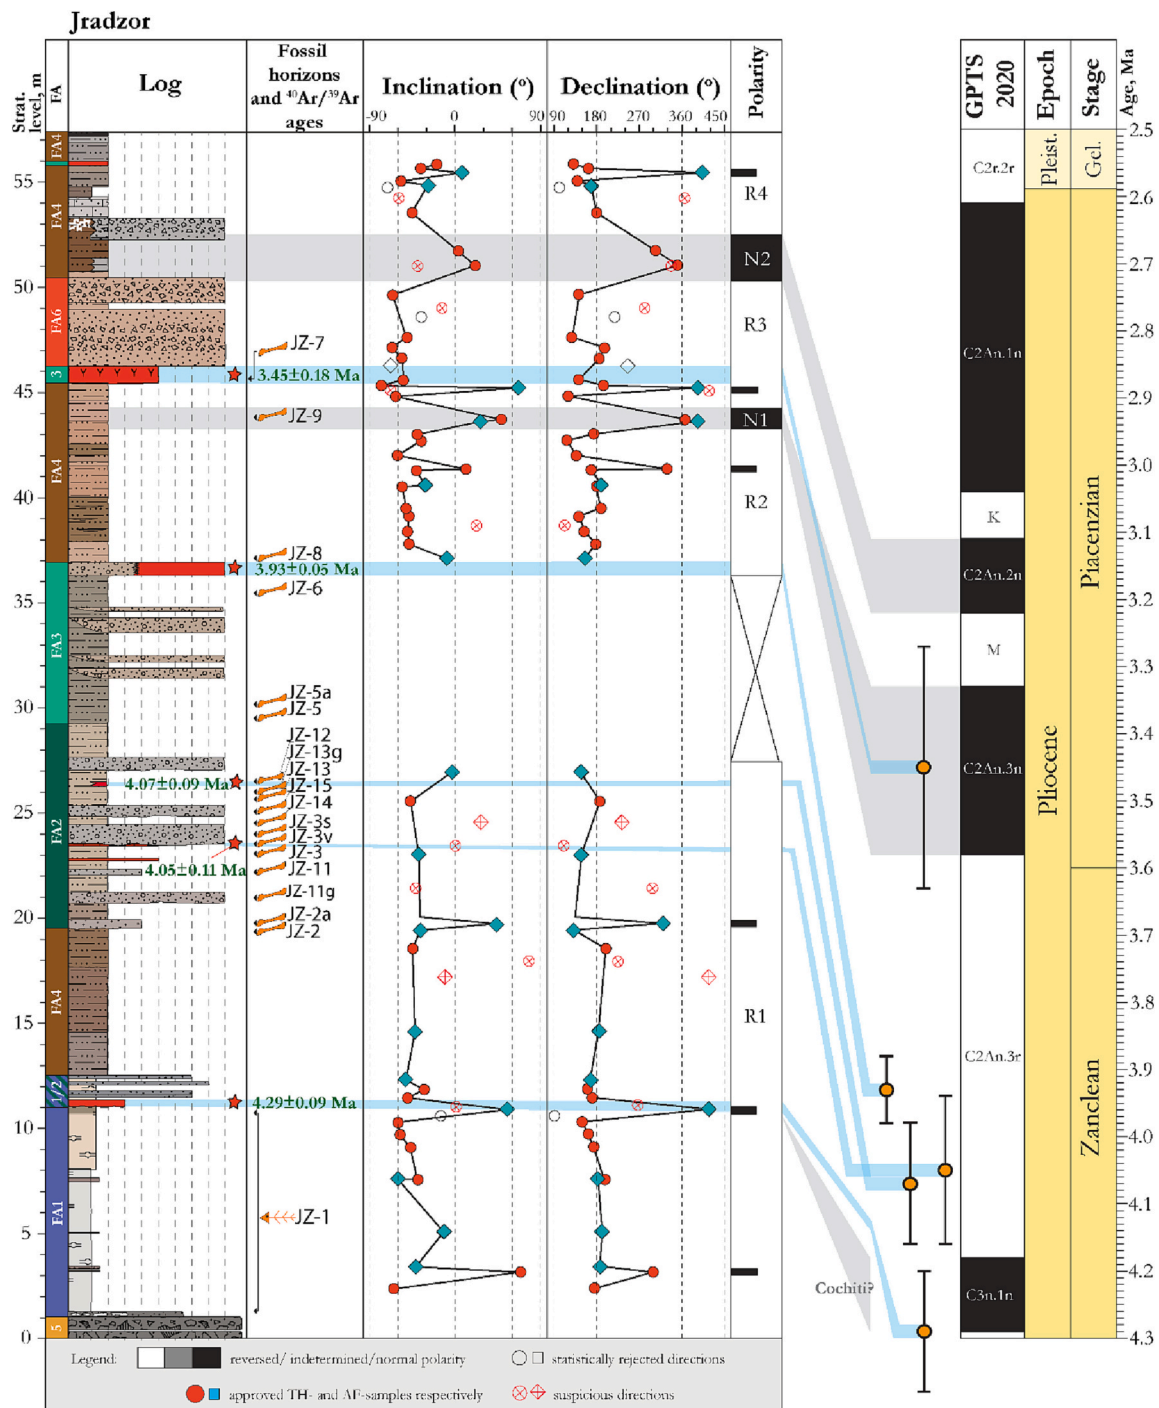 Jradzor
Strat. level, m
FA
Log
Fossil
horizons
and ⁴⁰Ar/³⁹Ar
ages
Inclination (°)
-90 0 90
Declination (°)
90 180 270 360 450
Polarity
GPTS
2020
Epoch
Stage
Age, Ma
55
50
45
40
35
30
25
20
15
10
5
0
FA4
FA4
FA6
3
FA4
FA3
FA2
FA4
1/2
FA1
5
Y Y Y
JZ-7
3.45±0.18 Ma
JZ-9
JZ-8
3.93±0.05 Ma
JZ-6
JZ-5a
JZ-5
JZ-12
JZ-13g
JZ-13
4.07±0.09 Ma
JZ-15
JZ-14
JZ-3s
JZ-3v
JZ-3
4.05±0.11 Ma
JZ-11
JZ-11g
JZ-2a
JZ-2
4.29±0.09 Ma
JZ-1
R4
N2
R3
N1
R2
R1
Cochiti?
C2r.2r
C2An.1n
K
C2An.2n
M
C2An.3n
C2An.3r
C3n.1n
Pleist.
Pliocene
Gel.
Piacenzian
Zanclean
2.5
2.6
2.7
2.8
2.9
3.0
3.1
3.2
3.3
3.4
3.5
3.6
3.7
3.8
3.9
4.0
4.1
4.2
4.3
Legend: reversed/ indetermined/normal polarity
statistically rejected directions
approved TH- and AF-samples respectively
suspicious directions